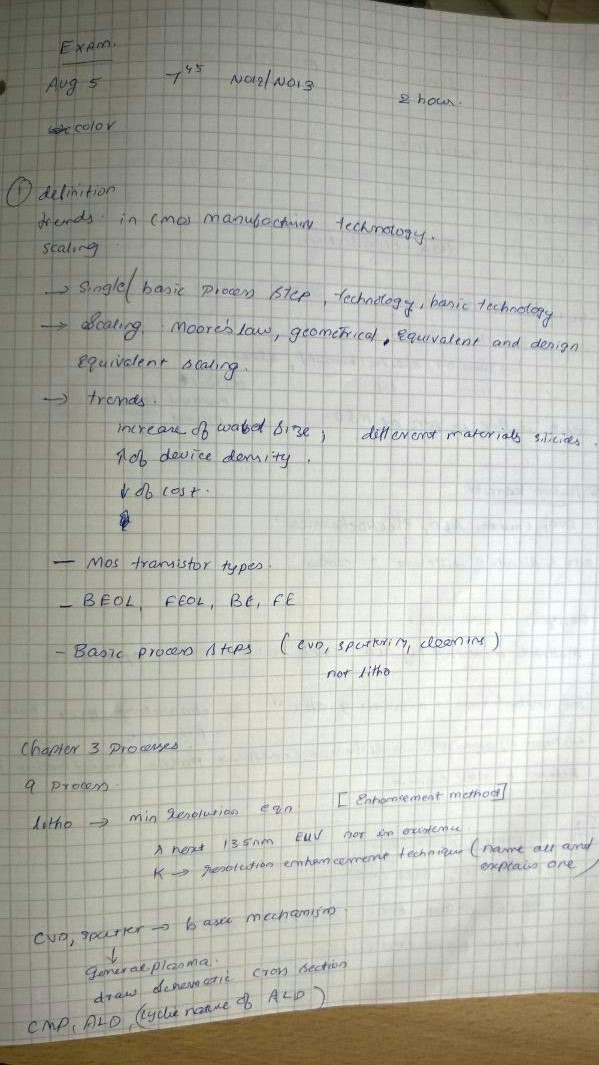 Exam.
Aug 5 7 45 N012/N013 2 hour.
color
① definition
trends: in cmos manufacturing technology.
scaling
→ Single/basic process step, technology, basic technology
→ Scaling: Moore's law, geometrical, equivalent and design
equivalent scaling.
→ trends.
increase of size; different materials silicides.
↑ of device density.
↓ of cost.
— Mos transistor types.
– BEOL, FEOL, BE, FE
– Basic process steps (CVD, sputtering, cleaning)
not litho
Chapter 3 Processes
9 process.
litho → min resolution eqn [Enhancement method]
λ next 13.5nm EUV not in existence
K → resolution enhancement technique (name all and
explain one)
CVD, sputter → basic mechanism.
↓
general plasma.
draw schematic cross section
CMP, ALD, (cyclic nature of ALD)